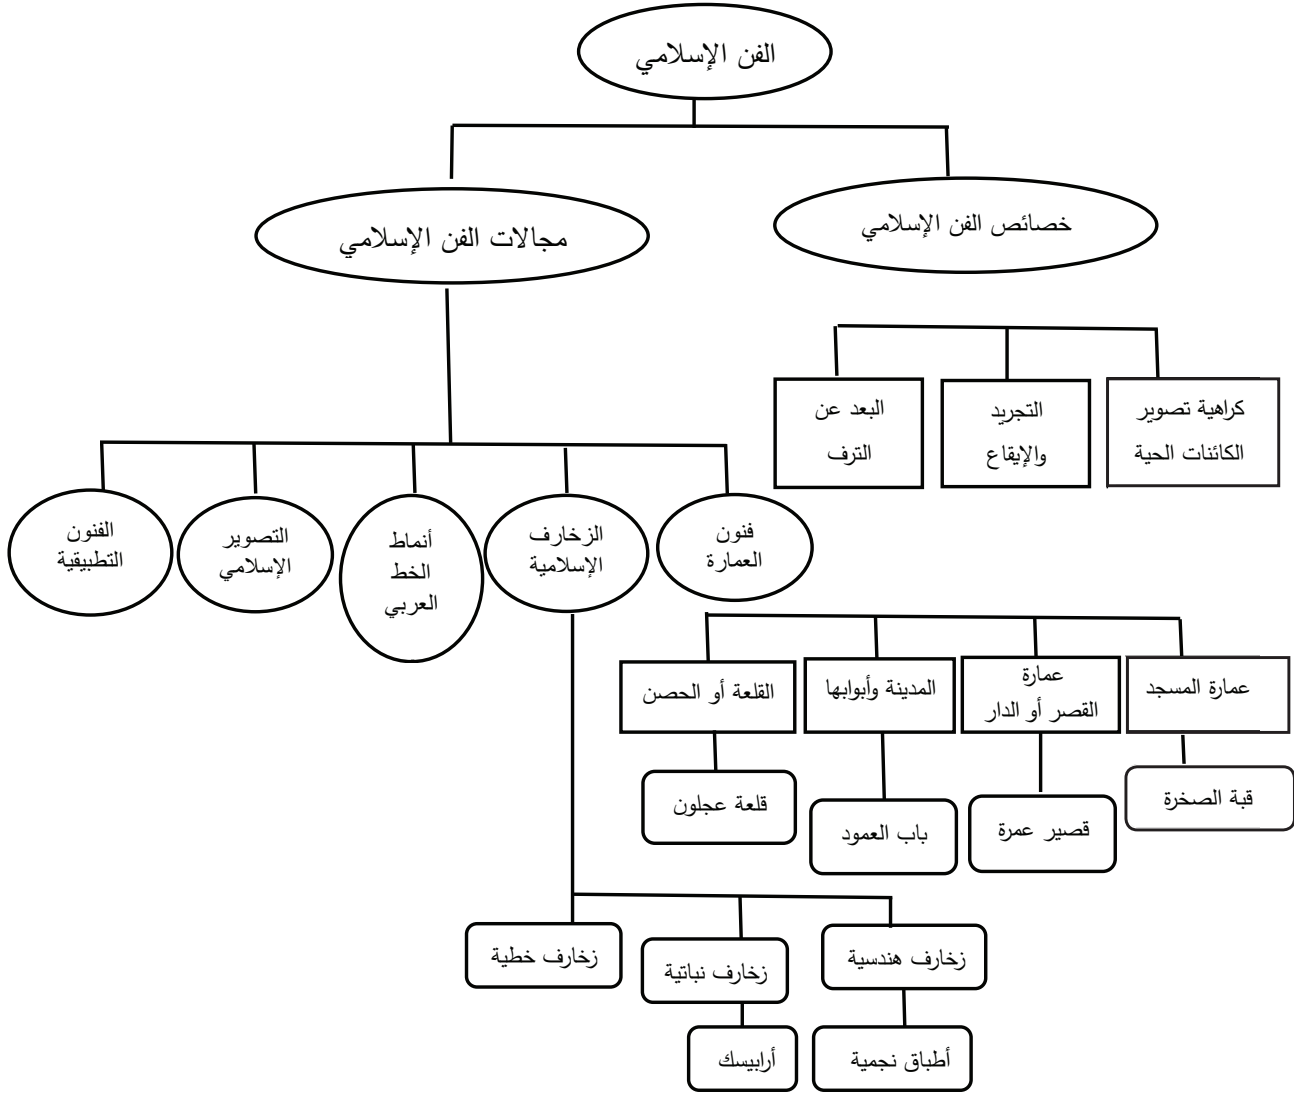 الفن الإسلامي
خصائص الفن الإسلامي
مجالات الفن الإسلامي
كراهية تصوير
الكائنات الحية
التجريد
والإيقاع
البعد عن
الترف
فنون
العمارة
الزخارف
الإسلامية
أنماط
الخط
العربي
التصوير
الإسلامي
الفنون
التطبيقية
عمارة المسجد
عمارة
القصر أو الدار
المدينة وأبوابها
القلعة أو الحصن
قبة الصخرة
قصير عمرة
باب العمود
قلعة عجلون
زخارف هندسية
زخارف نباتية
زخارف خطية
أطباق نجمية
أرابيسك